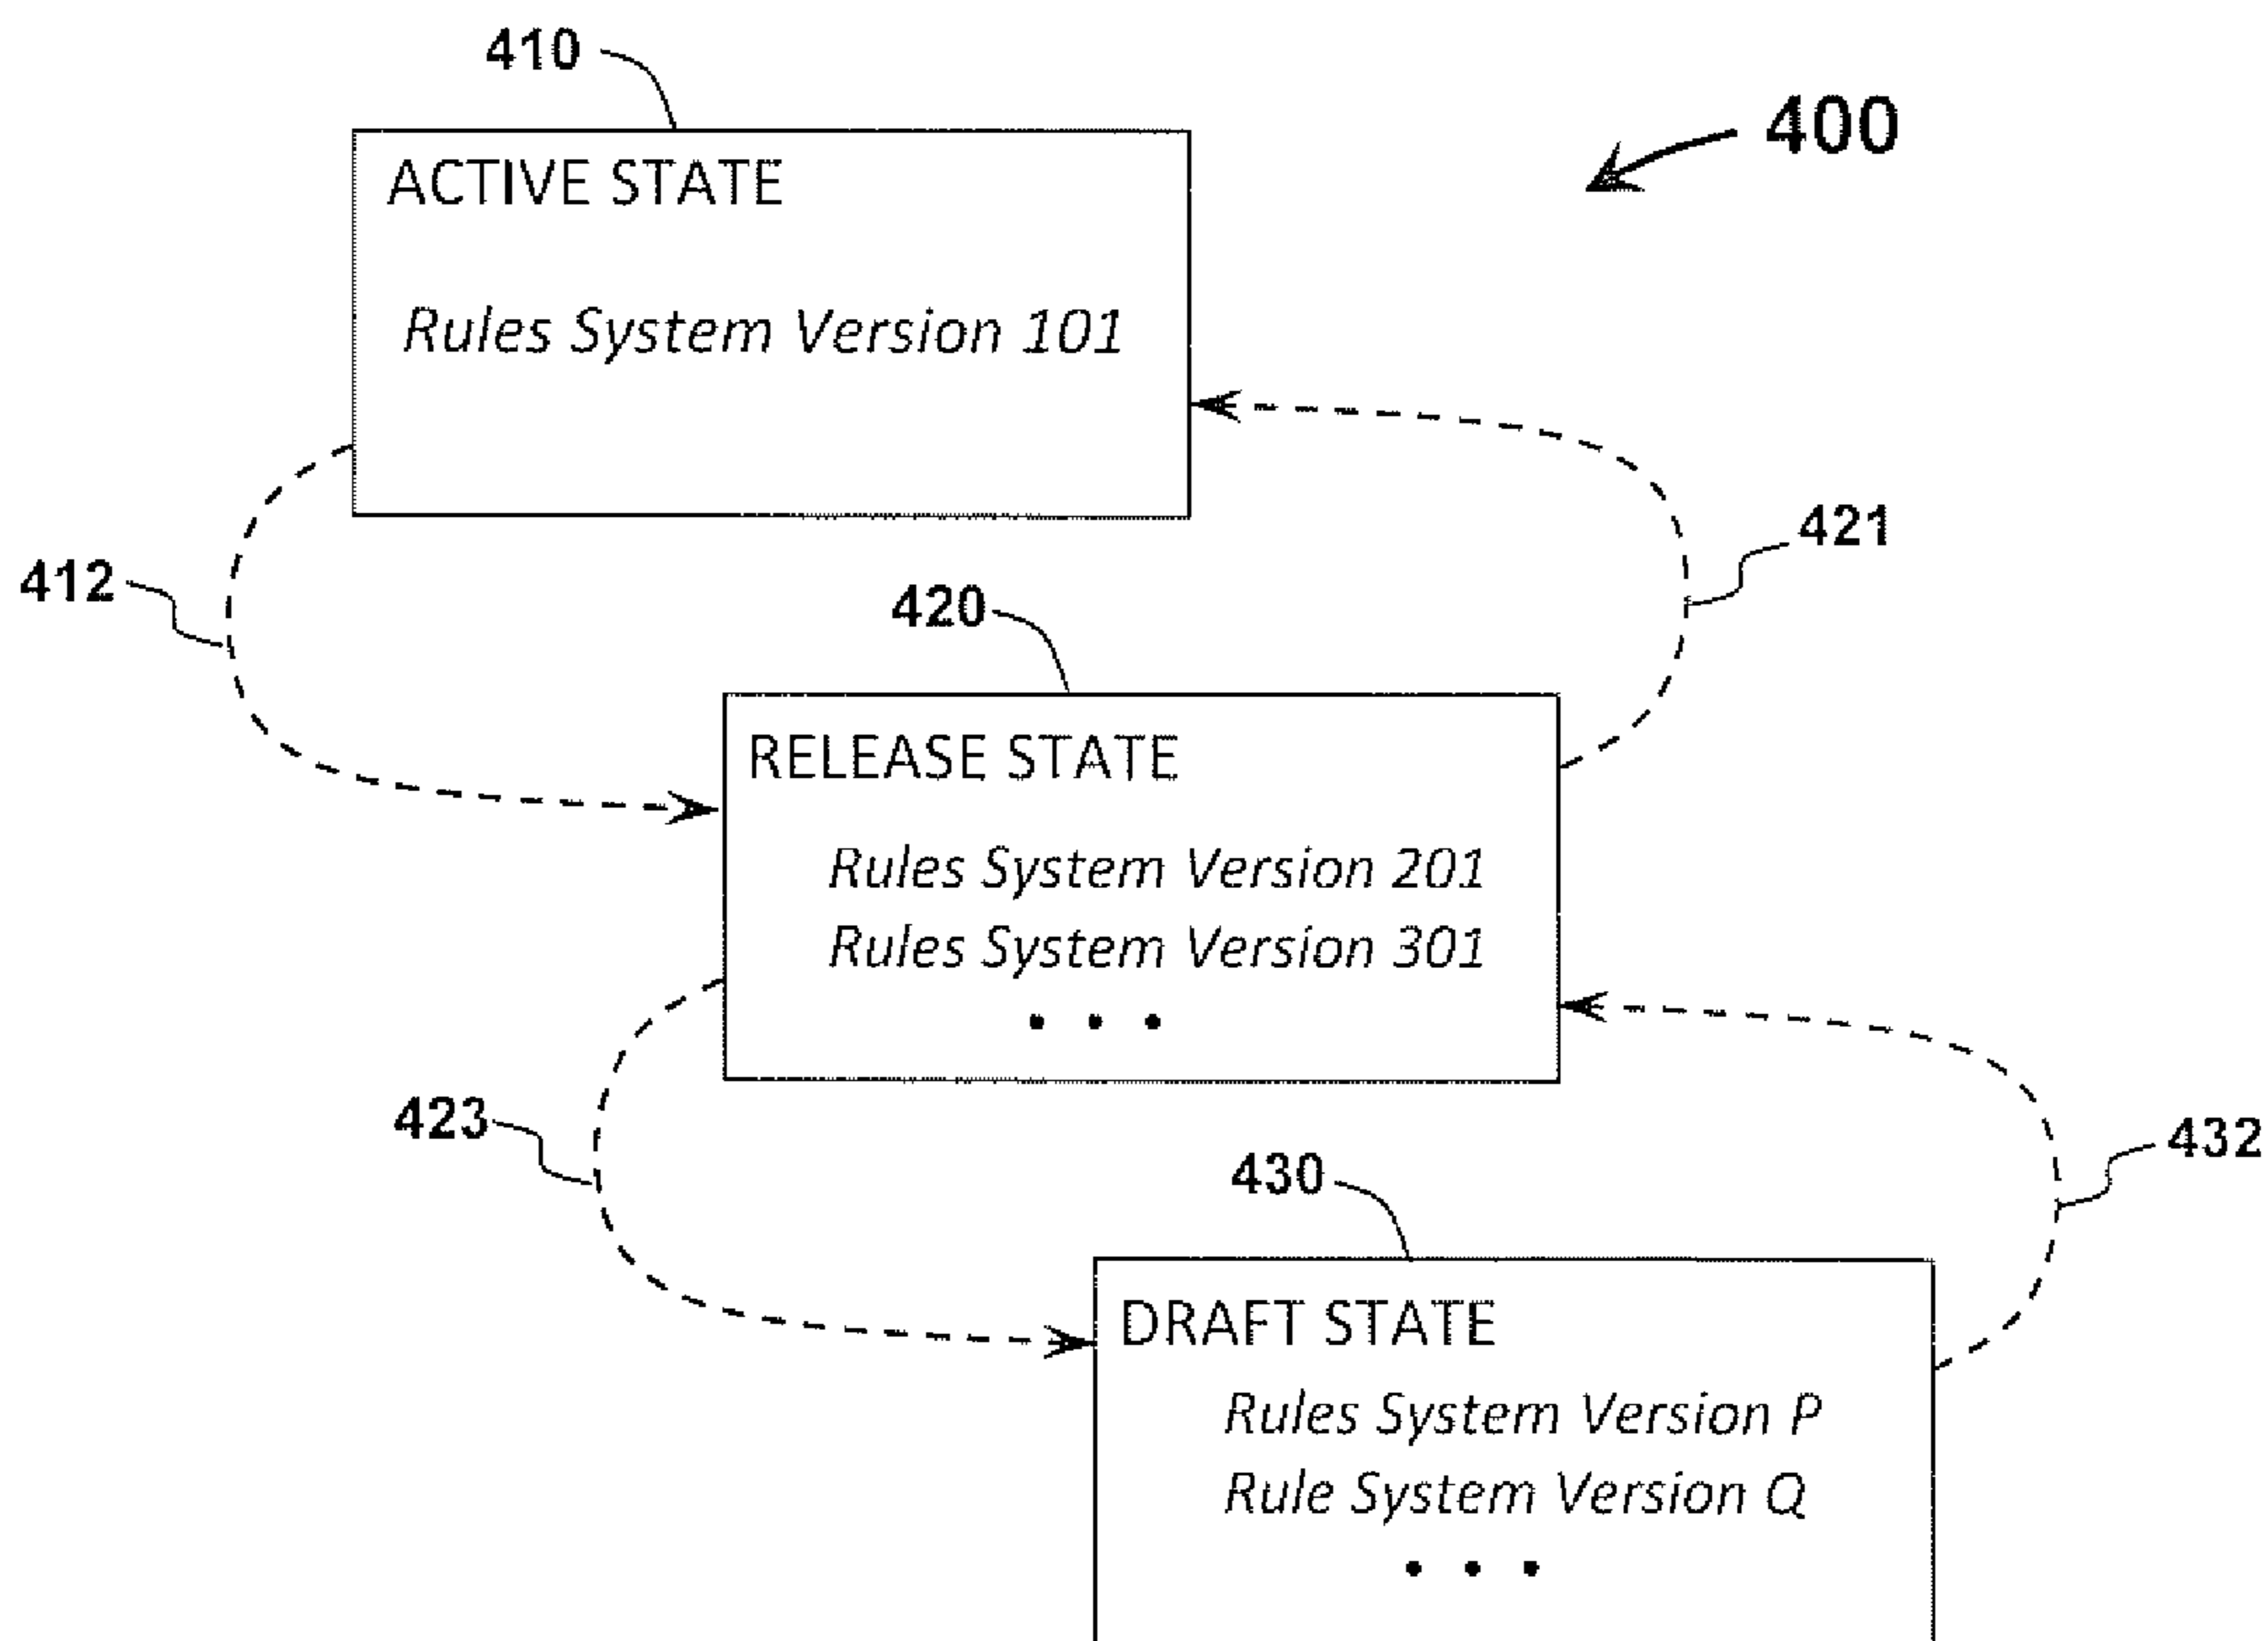 410
400
ACTIVE STATE
Rules System Version 101
421
412
420
RELEASE STATE
Rules System Version 201
Rules System Version 301
• • •
423
432
430
DRAFT STATE
Rules System Version P
Rule System Version Q
• • •